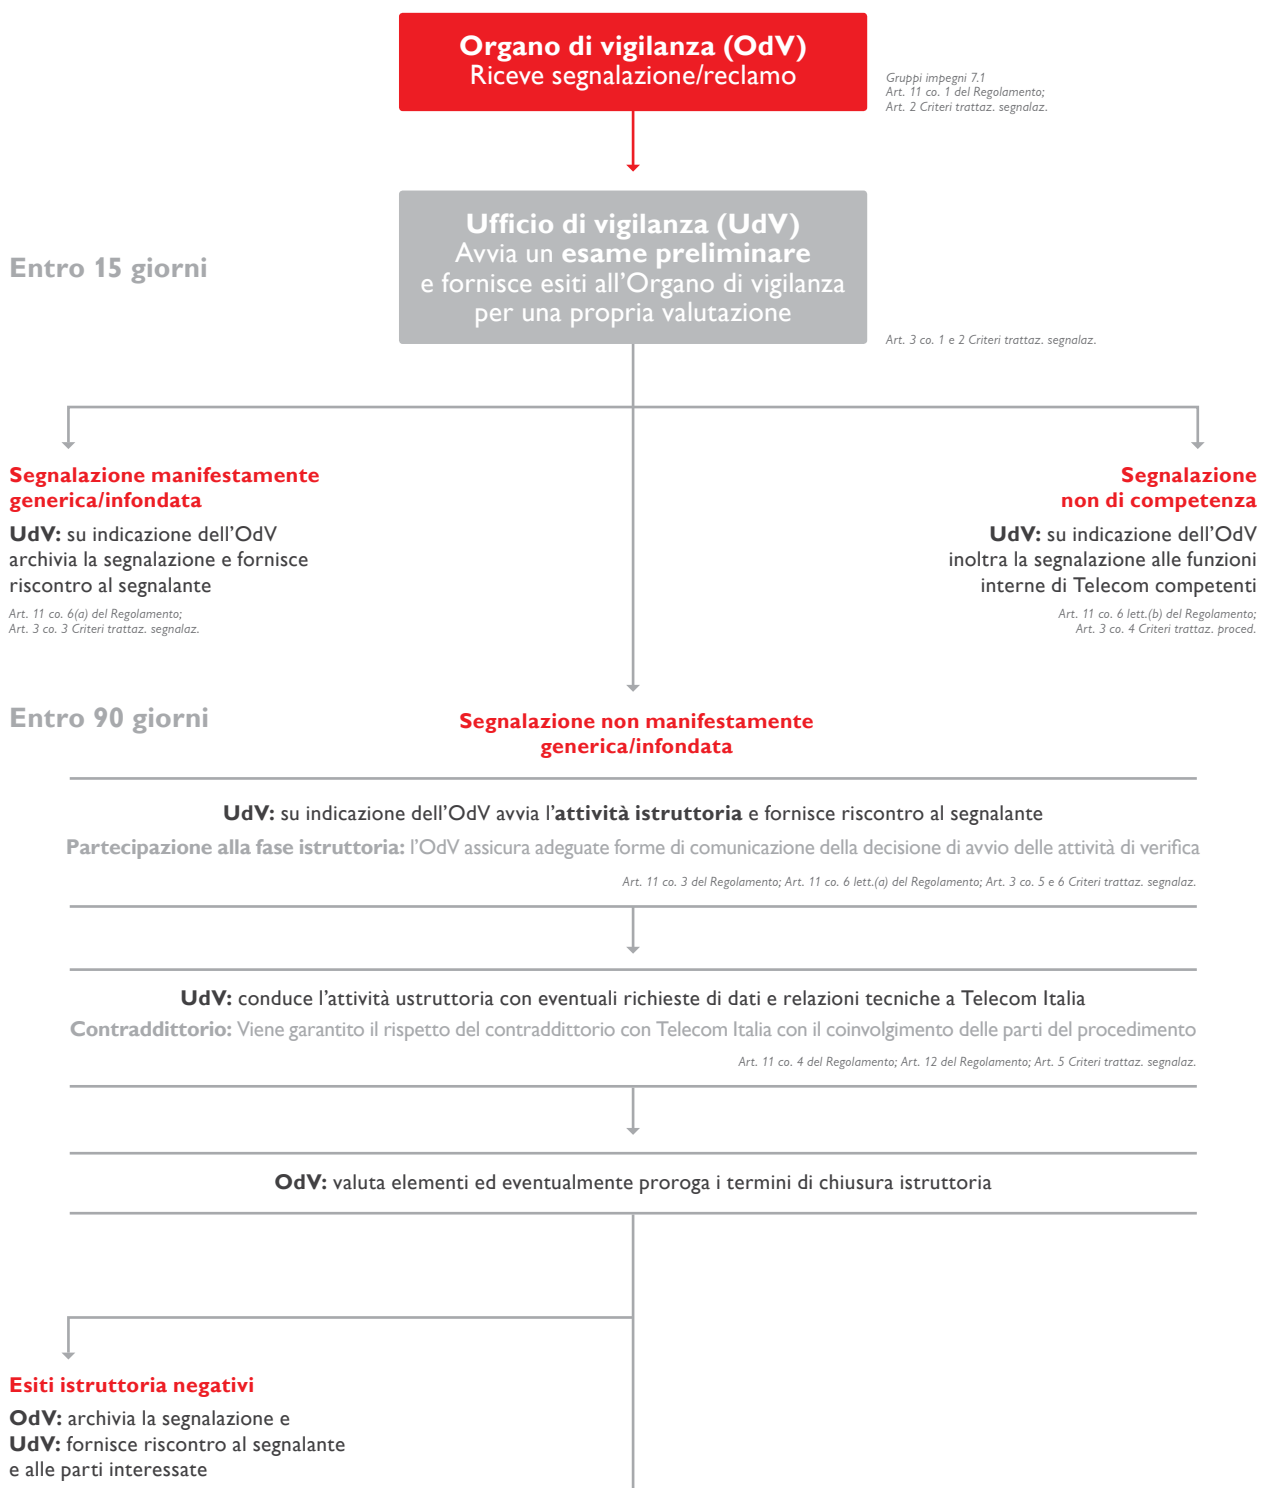 Organo di vigilanza (OdV)
Riceve segnalazione/reclamo
Gruppi impegni 7.1
Art. 11 co. 1 del Regolamento;
Art. 2 Criteri trattaz. segnalaz.
Entro 15 giorni
Ufficio di vigilanza (UdV)
Avvia un esame preliminare
e fornisce esiti all’Organo di vigilanza
per una propria valutazione
Art. 3 co. 1 e 2 Criteri trattaz. segnalaz.
Segnalazione manifestamente
generica/infondata
UdV: su indicazione dell’OdV
archivia la segnalazione e fornisce
riscontro al segnalante
Art. 11 co. 6(a) del Regolamento;
Art. 3 co. 3 Criteri trattaz. segnalaz.
Segnalazione
non di competenza
UdV: su indicazione dell’OdV
inoltra la segnalazione alle funzioni
interne di Telecom competenti
Art. 11 co. 6 lett.(b) del Regolamento;
Art. 3 co. 4 Criteri trattaz. proced.
Entro 90 giorni
Segnalazione non manifestamente
generica/infondata
UdV: su indicazione dell’OdV avvia l’attività istruttoria e fornisce riscontro al segnalante
Partecipazione alla fase istruttoria: l’OdV assicura adeguate forme di comunicazione della decisione di avvio delle attività di verifica
Art. 11 co. 3 del Regolamento; Art. 11 co. 6 lett.(a) del Regolamento; Art. 3 co. 5 e 6 Criteri trattaz. segnalaz.
UdV: conduce l’attività ustruttoria con eventuali richieste di dati e relazioni tecniche a Telecom Italia
Contraddittorio: Viene garantito il rispetto del contraddittorio con Telecom Italia con il coinvolgimento delle parti del procedimento
Art. 11 co. 4 del Regolamento; Art. 12 del Regolamento; Art. 5 Criteri trattaz. segnalaz.
OdV: valuta elementi ed eventualmente proroga i termini di chiusura istruttoria
Esiti istruttoria negativi
OdV: archivia la segnalazione e
UdV: fornisce riscontro al segnalante
e alle parti interessate